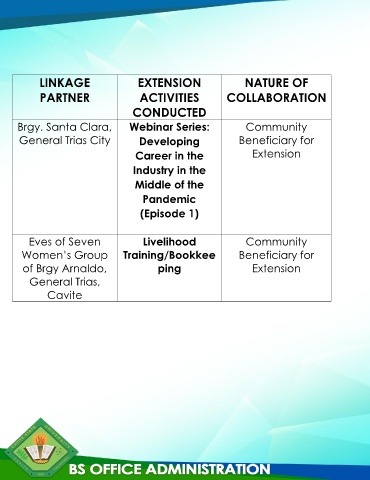 LINKAGE PARTNER
EXTENSION ACTIVITIES CONDUCTED
NATURE OF COLLABORATION
Brgy. Santa Clara,
General Trias City
Webinar Series:
Developing
Career in the
Industry in the
Middle of the
Pandemic
(Episode 1)
Community
Beneficiary for
Extension
Eves of Seven
Women's Group
of Brgy Arnaldo,
General Trias,
Cavite
Livelihood
Training/Bookkee
ping
Community
Beneficiary for
Extension
BS OFFICE ADMINISTRATION